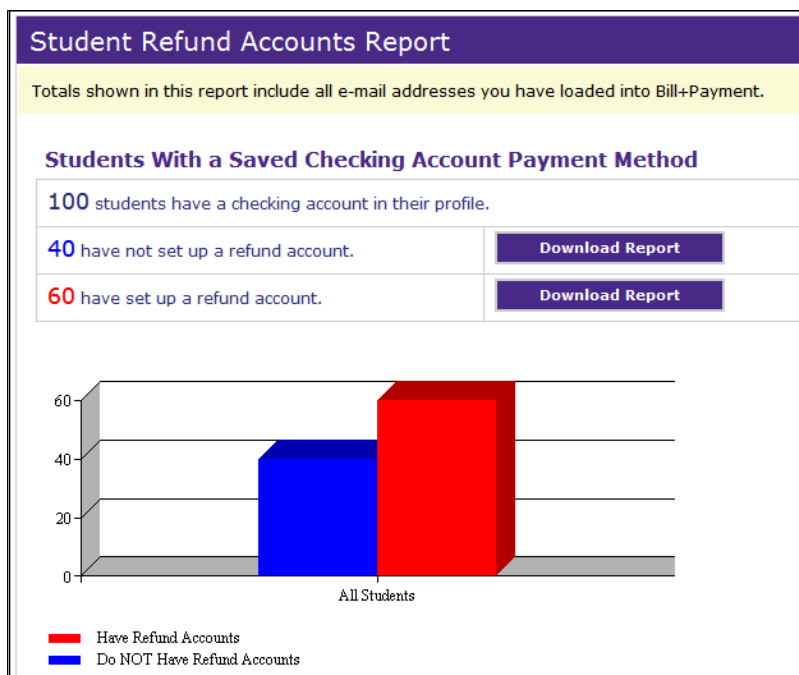 Student Refund Accounts Report
Totals shown in this report include all e-mail addresses you have loaded into Bill+Payment.
Students With a Saved Checking Account Payment Method
100 students have a checking account in their profile.
40 have not set up a refund account. Download Report
60 have set up a refund account. Download Report
60
40
20
0
All Students
Have Refund Accounts
Do NOT Have Refund Accounts